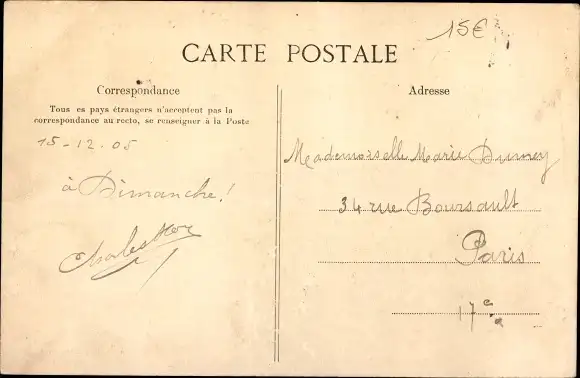 15€
CARTE POSTALE
Correspondance
Tous es pays étrangers n'acceptent pas la
correspondance au recto, se renseigner à la Poste
15-12-05
à Dimanche!
Adresse
Mademoiselle Marie
34 rue Boursault
Paris
17e